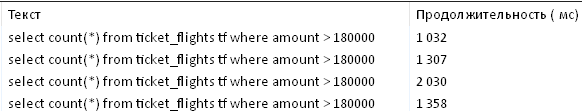 Текст Продолжительность ( мс)
select count(*) from ticket_flights tf where amount > 180000 1 032
select count(*) from ticket_flights tf where amount > 180000 1 307
select count(*) from ticket_flights tf where amount > 180000 2 030
select count(*) from ticket_flights tf where amount > 180000 1 358